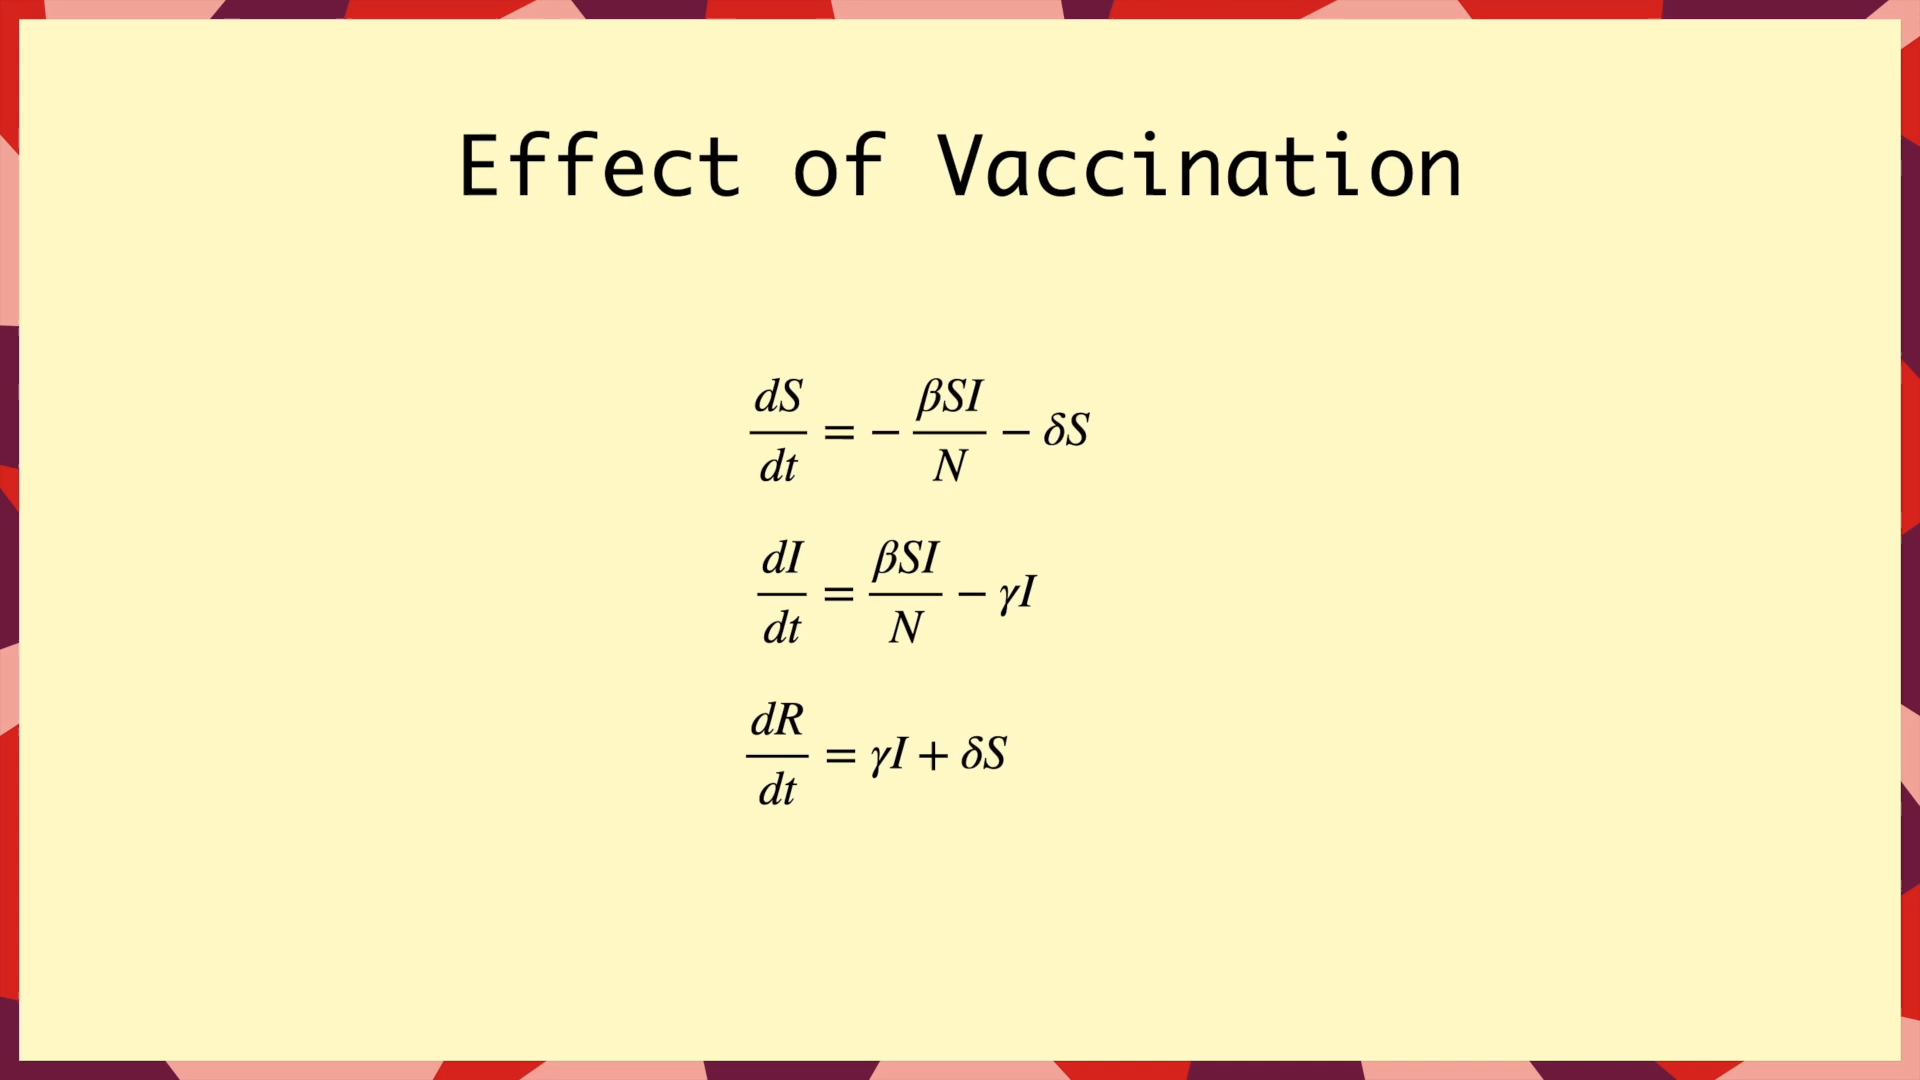 Effect of Vaccination
dS/dt = − βSI/N − δS
dI/dt = βSI/N − γI
dR/dt = γI + δS